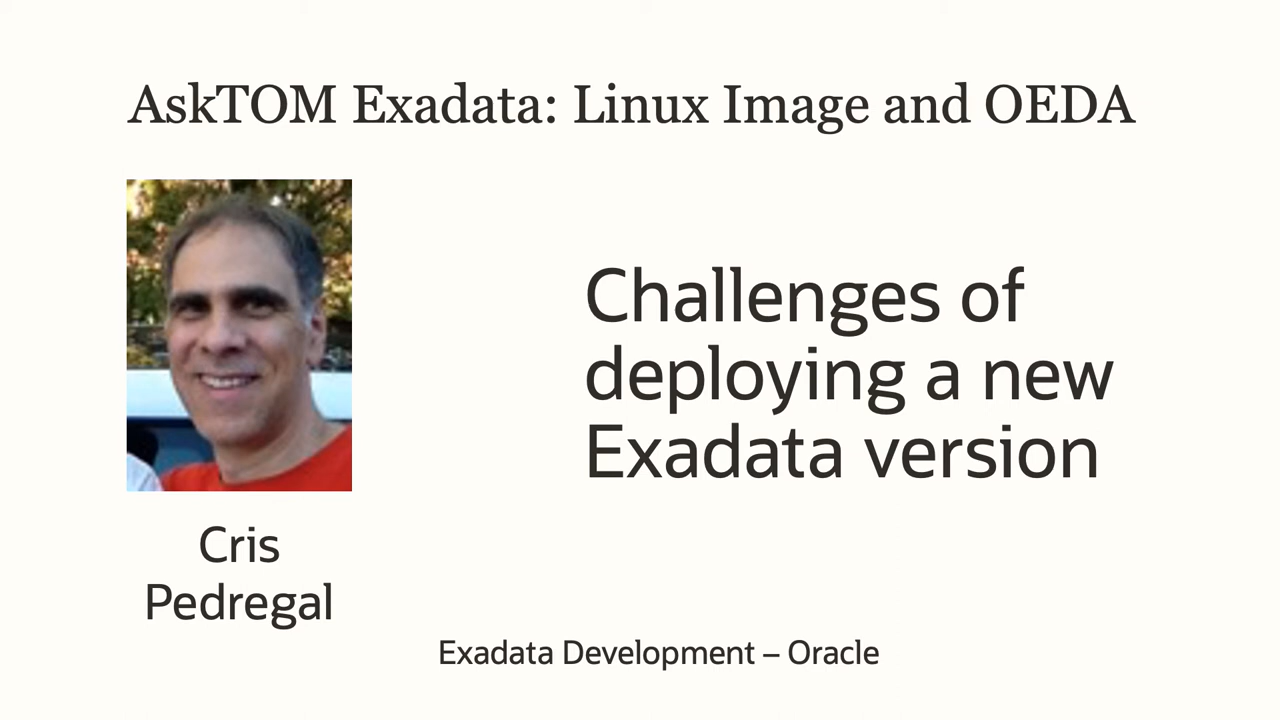 AskTOM Exadata: Linux Image and OEDA
Challenges of
deploying a new
Exadata version
Cris
Pedregal
Exadata Development – Oracle